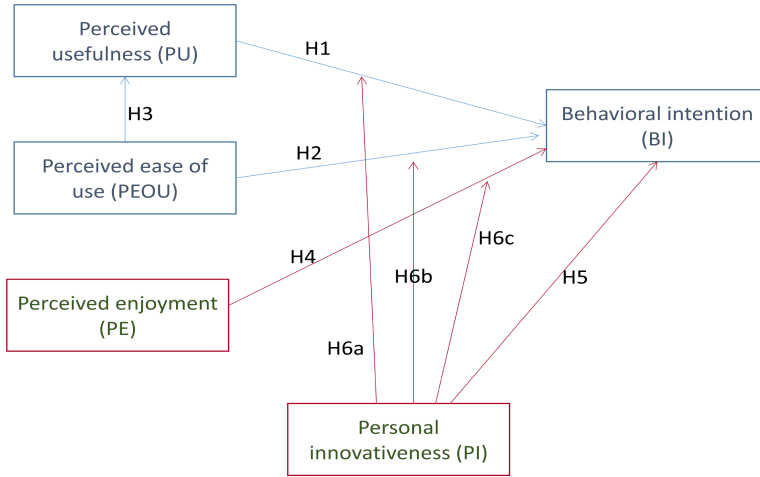 Perceived
usefulness (PU)
H1
H3
Behavioral intention
(BI)
H2
Perceived ease of
use (PEOU)
H6c
H4
H6b
H5
Perceived enjoyment
(PE)
H6a
Personal
innovativeness (PI)